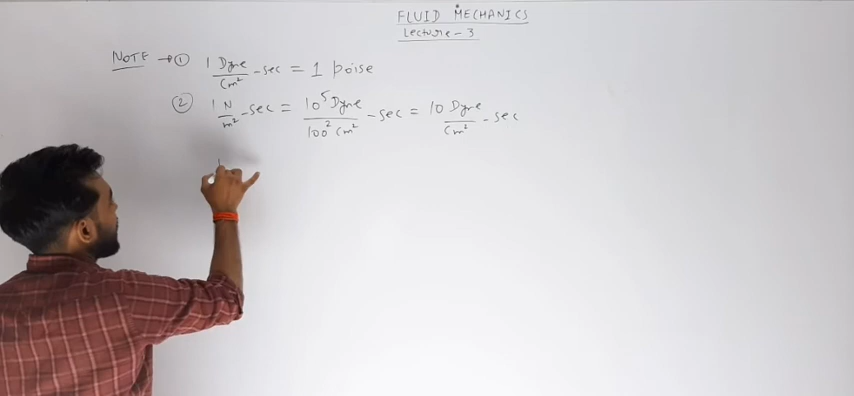 FLUID MECHANICS
Lecture - 3
NOTE → ① 1 Dyne/Cm² - sec = 1 poise
② 1 N/m² - sec = 10⁵ Dyne/100² Cm² - sec = 10 Dyne/Cm² - sec
1